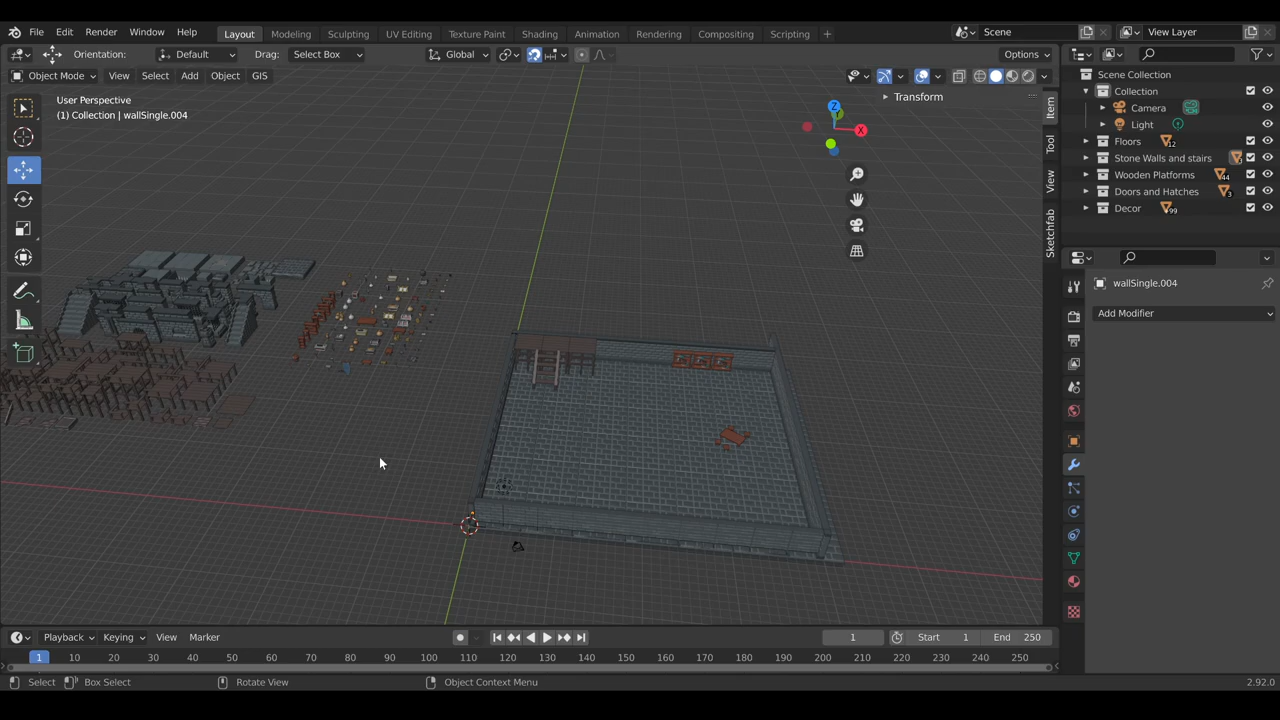 File Edit Render Window Help Layout Modeling Sculpting UV Editing Texture Paint Shading Animation Rendering Compositing Scripting + Scene View Layer
Orientation: Default Drag: Select Box Global Options
Object Mode View Select Add Object GIS
User Perspective
(1) Collection | wallSingle.004
Transform
Z
X
Item
Tool
View
Sketchfab
Scene Collection
Collection
Camera
Light
Floors 12
Stone Walls and stairs
Wooden Platforms 44
Doors and Hatches 3
Decor 99
wallSingle.004
Add Modifier
Playback Keying View Marker 1 Start 1 End 250
1 10 20 30 40 50 60 70 80 90 100 110 120 130 140 150 160 170 180 190 200 210 220 230 240 250
Select Box Select Rotate View Object Context Menu 2.92.0